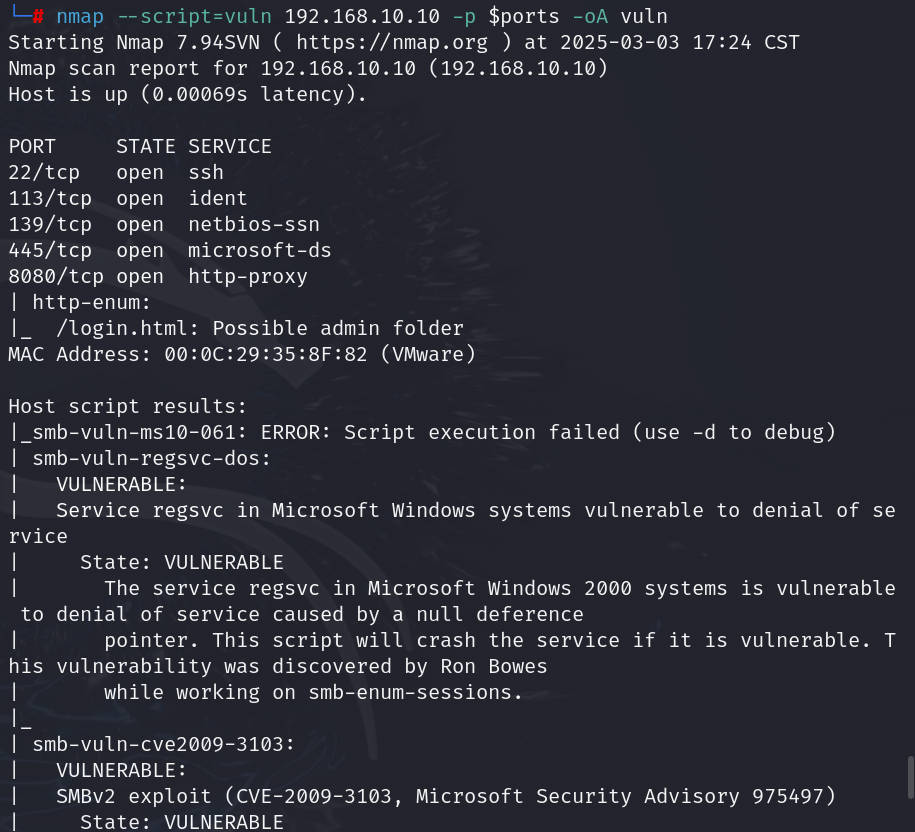 └─# nmap --script=vuln 192.168.10.10 -p $ports -oA vuln
Starting Nmap 7.94SVN ( https://nmap.org ) at 2025-03-03 17:24 CST
Nmap scan report for 192.168.10.10 (192.168.10.10)
Host is up (0.00069s latency).

PORT     STATE SERVICE
22/tcp   open  ssh
113/tcp  open  ident
139/tcp  open  netbios-ssn
445/tcp  open  microsoft-ds
8080/tcp open  http-proxy
| http-enum:
|_  /login.html: Possible admin folder
MAC Address: 00:0C:29:35:8F:82 (VMware)

Host script results:
|_smb-vuln-ms10-061: ERROR: Script execution failed (use -d to debug)
| smb-vuln-regsvc-dos:
|   VULNERABLE:
|   Service regsvc in Microsoft Windows systems vulnerable to denial of se
rvice
|     State: VULNERABLE
|       The service regsvc in Microsoft Windows 2000 systems is vulnerable
 to denial of service caused by a null deference
|       pointer. This script will crash the service if it is vulnerable. T
his vulnerability was discovered by Ron Bowes
|       while working on smb-enum-sessions.
|_
| smb-vuln-cve2009-3103:
|   VULNERABLE:
|   SMBv2 exploit (CVE-2009-3103, Microsoft Security Advisory 975497)
|     State: VULNERABLE